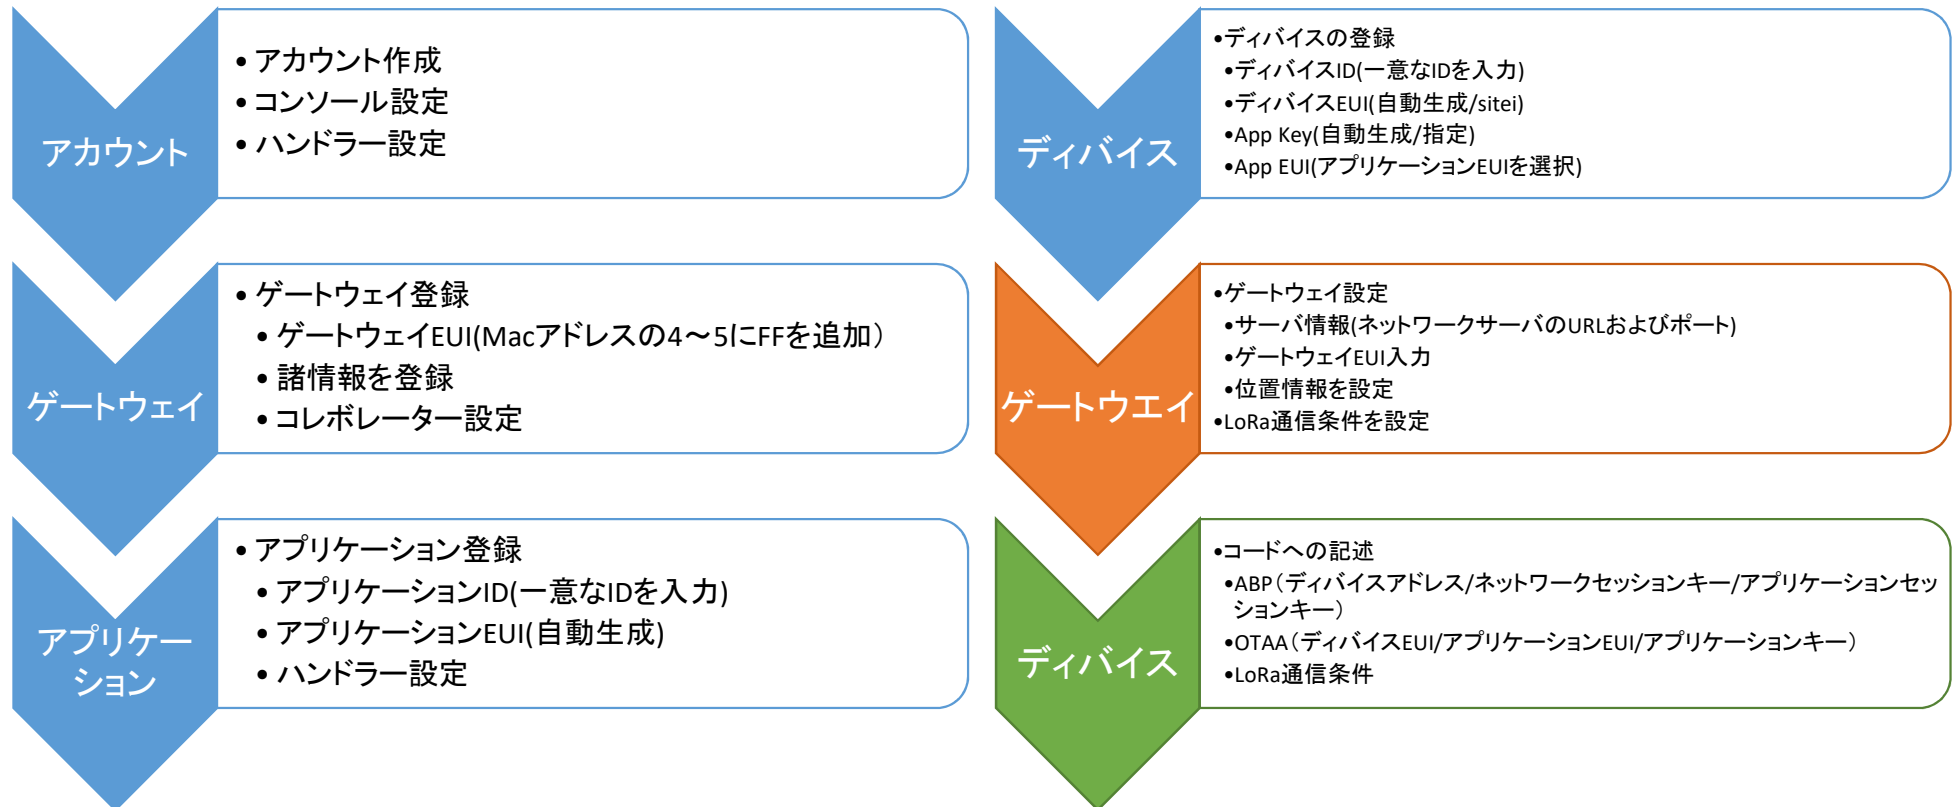 アカウント
• アカウント作成
• コンソール設定
• ハンドラー設定
ゲートウェイ
• ゲートウェイ登録
• ゲートウェイEUI(Macアドレスの4～5にFFを追加）
• 諸情報を登録
• コレボレーター設定
アプリケー
ション
• アプリケーション登録
• アプリケーションID(一意なIDを入力)
• アプリケーションEUI(自動生成)
• ハンドラー設定
ディバイス
•ディバイスの登録
•ディバイスID(一意なIDを入力)
•ディバイスEUI(自動生成/sitei)
•App Key(自動生成/指定)
•App EUI(アプリケーションEUIを選択)
ゲートウエイ
•ゲートウェイ設定
•サーバ情報(ネットワークサーバのURLおよびポート)
•ゲートウェイEUI入力
•位置情報を設定
•LoRa通信条件を設定
ディバイス
•コードへの記述
•ABP（ディバイスアドレス/ネットワークセッションキー/アプリケーションセッ
ションキー）
•OTAA（ディバイスEUI/アプリケーションEUI/アプリケーションキー）
•LoRa通信条件